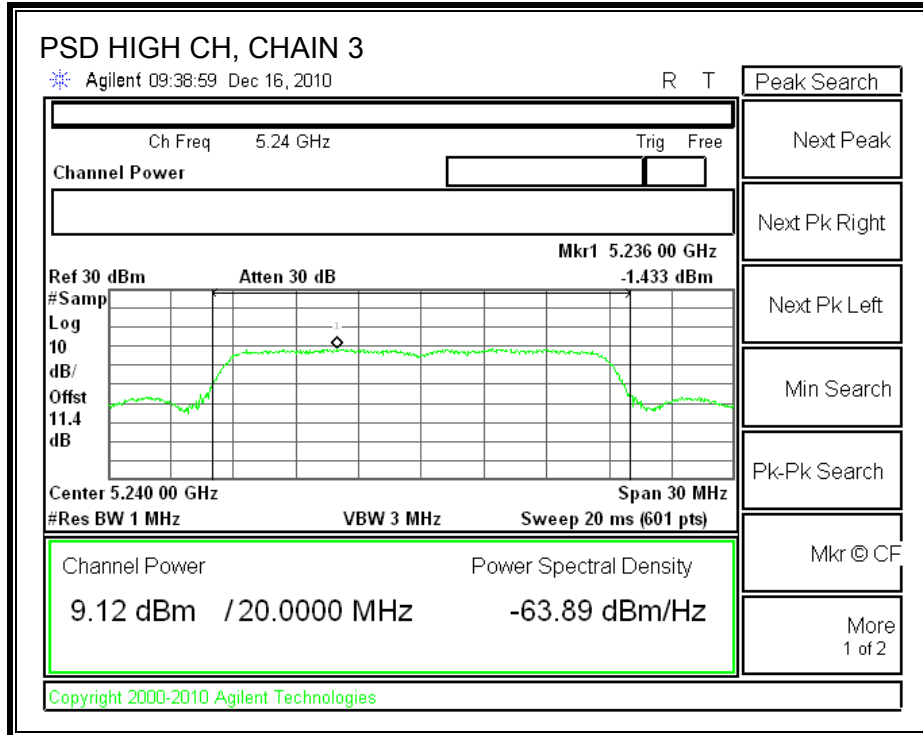 PSD HIGH CH, CHAIN 3
Agilent 09:38:59 Dec 16, 2010 R T
Peak Search
Ch Freq 5.24 GHz Trig Free
Next Peak
Channel Power
Next Pk Right
Mkr1 5.236 00 GHz
Ref 30 dBm Atten 30 dB -1.433 dBm
#Samp
Log
10
dB/
Offst
11.4
dB
1
Next Pk Left
Min Search
Pk-Pk Search
Center 5.240 00 GHz Span 30 MHz
#Res BW 1 MHz VBW 3 MHz Sweep 20 ms (601 pts)
Mkr © CF
Channel Power Power Spectral Density
9.12 dBm / 20.0000 MHz -63.89 dBm/Hz
More
1 of 2
Copyright 2000-2010 Agilent Technologies